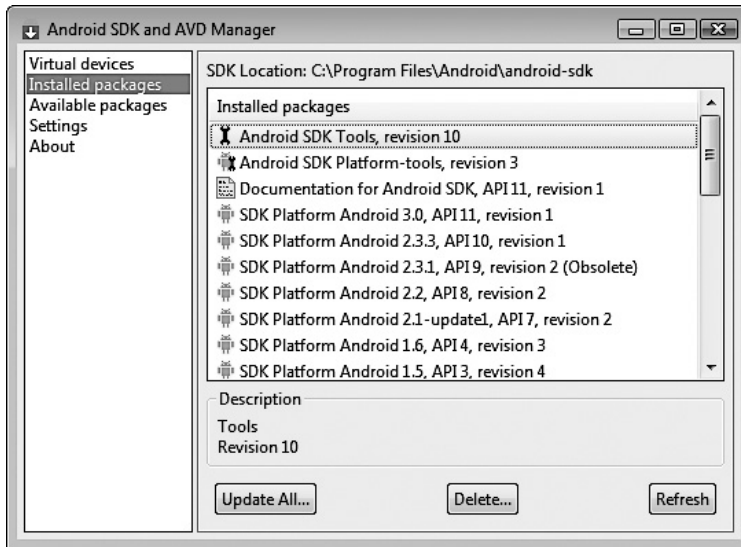 Android SDK and AVD Manager
Virtual devices
Installed packages
Available packages
Settings
About
SDK Location: C:\Program Files\Android\android-sdk
Installed packages
Android SDK Tools, revision 10
Android SDK Platform-tools, revision 3
Documentation for Android SDK, API 11, revision 1
SDK Platform Android 3.0, API 11, revision 1
SDK Platform Android 2.3.3, API 10, revision 1
SDK Platform Android 2.3.1, API 9, revision 2 (Obsolete)
SDK Platform Android 2.2, API 8, revision 2
SDK Platform Android 2.1-update1, API 7, revision 2
SDK Platform Android 1.6, API 4, revision 3
SDK Platform Android 1.5, API 3, revision 4
Description
Tools
Revision 10
Update All...
Delete...
Refresh